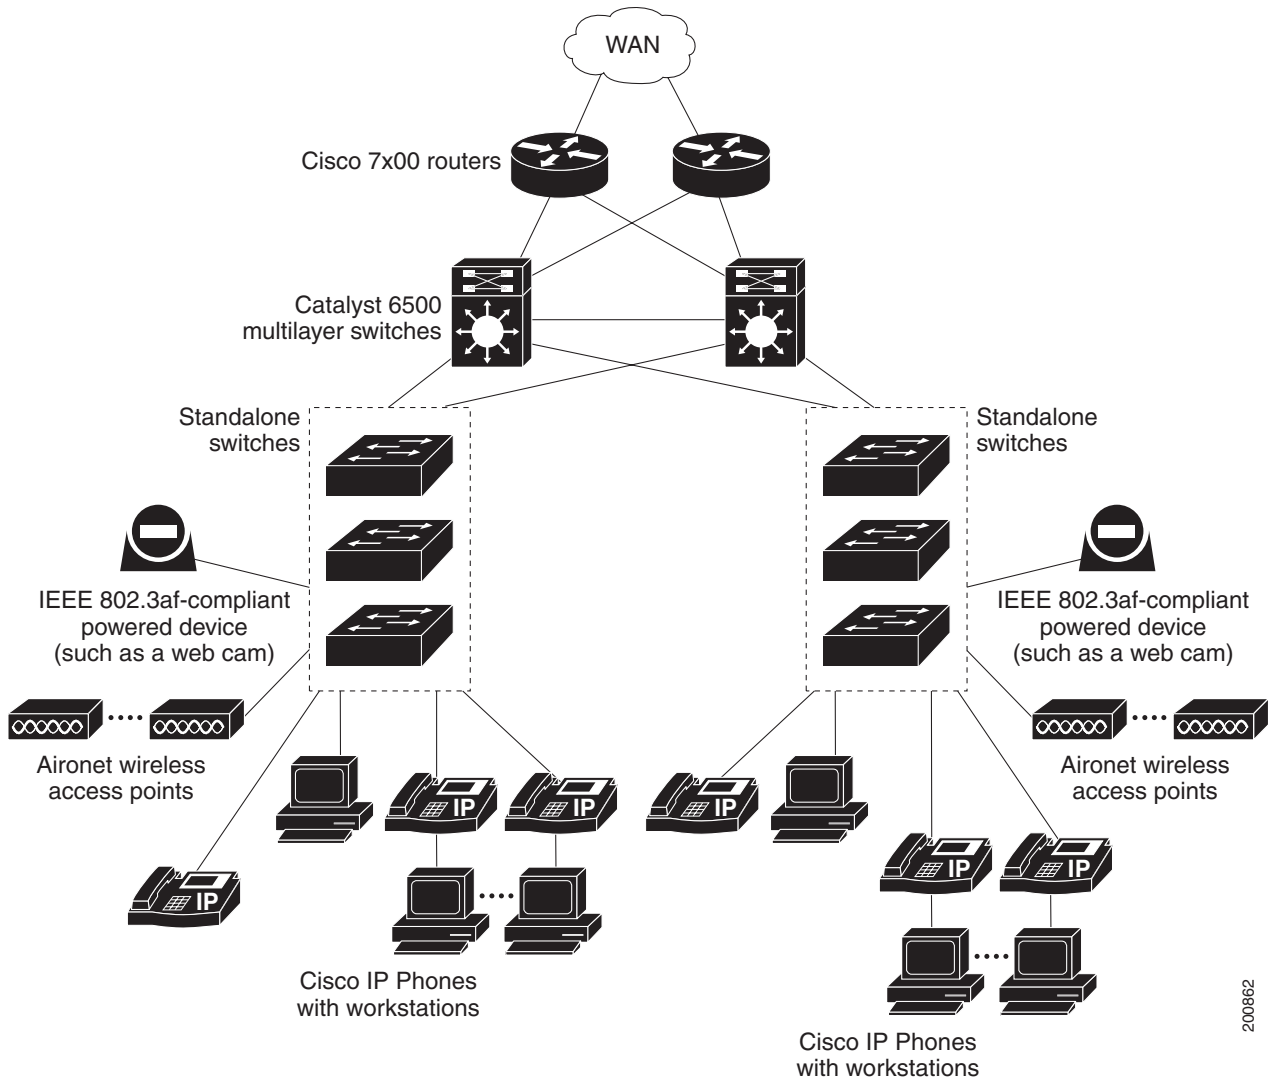 WAN
Cisco 7x00 routers
Catalyst 6500
multilayer switches
Standalone
switches
Standalone
switches
IEEE 802.3af-compliant
powered device
(such as a web cam)
IEEE 802.3af-compliant
powered device
(such as a web cam)
Aironet wireless
access points
Aironet wireless
access points
IP
IP
IP
IP
IP
IP
Cisco IP Phones
with workstations
Cisco IP Phones
with workstations
200862